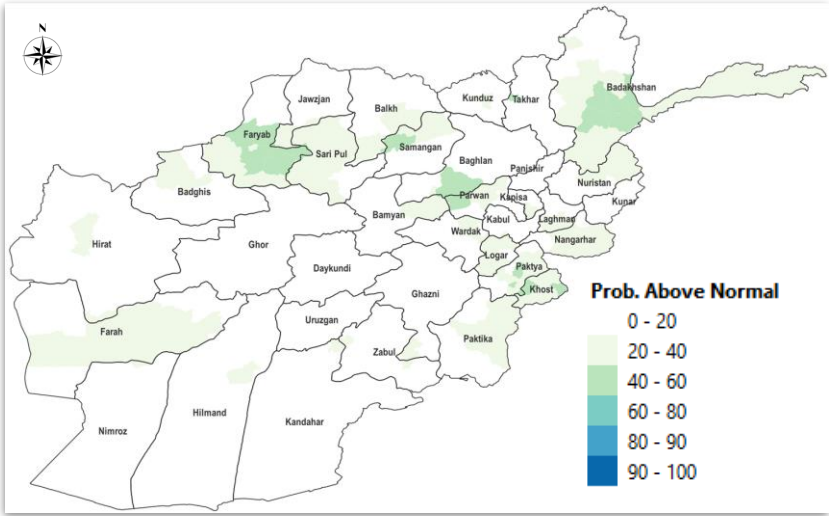 N
Badakhshan
Jawzjan
Balkh
Kunduz
Takhar
Faryab
Samangan
Sari Pul
Baghlan
Panjshir
Badghis
Nuristan
Parwan
Kapisa
Kunar
Bamyan
Kabul
Laghman
Wardak
Hirat
Ghor
Nangarhar
Logar
Daykundi
Paktya
Khost
Ghazni
Farah
Uruzgan
Paktika
Zabul
Hilmand
Nimroz
Kandahar
Prob. Above Normal
0 - 20
20 - 40
40 - 60
60 - 80
80 - 90
90 - 100